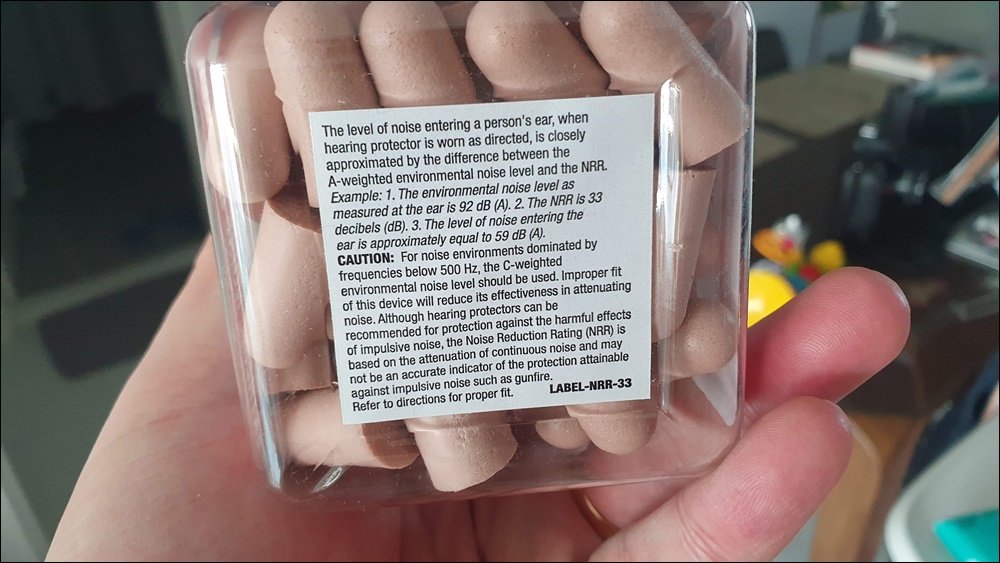 The level of noise entering a person's ear, when
hearing protector is worn as directed, is closely
approximated by the difference between the
A-weighted environmental noise level and the NRR.
Example: 1. The environmental noise level as
measured at the ear is 92 dB (A). 2. The NRR is 33
decibels (dB). 3. The level of noise entering the
ear is approximately equal to 59 dB (A).
CAUTION: For noise environments dominated by
frequencies below 500 Hz, the C-weighted
environmental noise level should be used. Improper fit
of this device will reduce its effectiveness in attenuating
noise. Although hearing protectors can be
recommended for protection against the harmful effects
of impulsive noise, the Noise Reduction Rating (NRR) is
based on the attenuation of continuous noise and may
not be an accurate indicator of the protection attainable
against impulsive noise such as gunfire.
Refer to directions for proper fit. LABEL-NRR-33